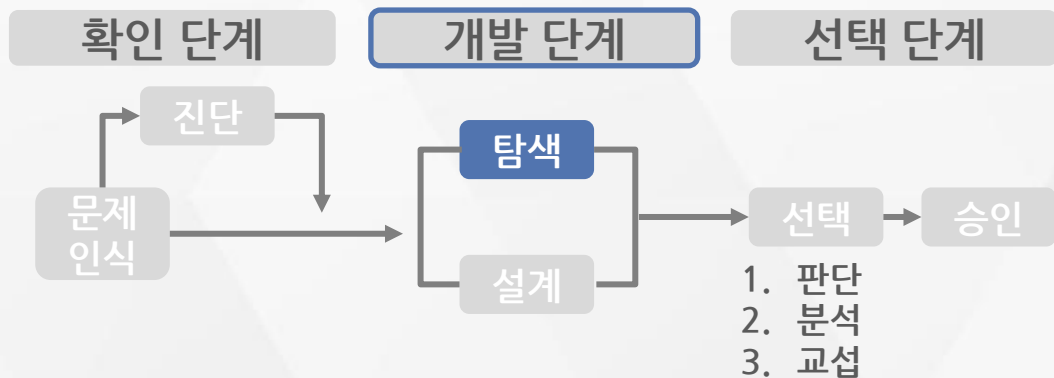 확인 단계
개발 단계
선택 단계
진단
탐색
문제
인식
설계
선택
승인
1. 판단
2. 분석
3. 교섭